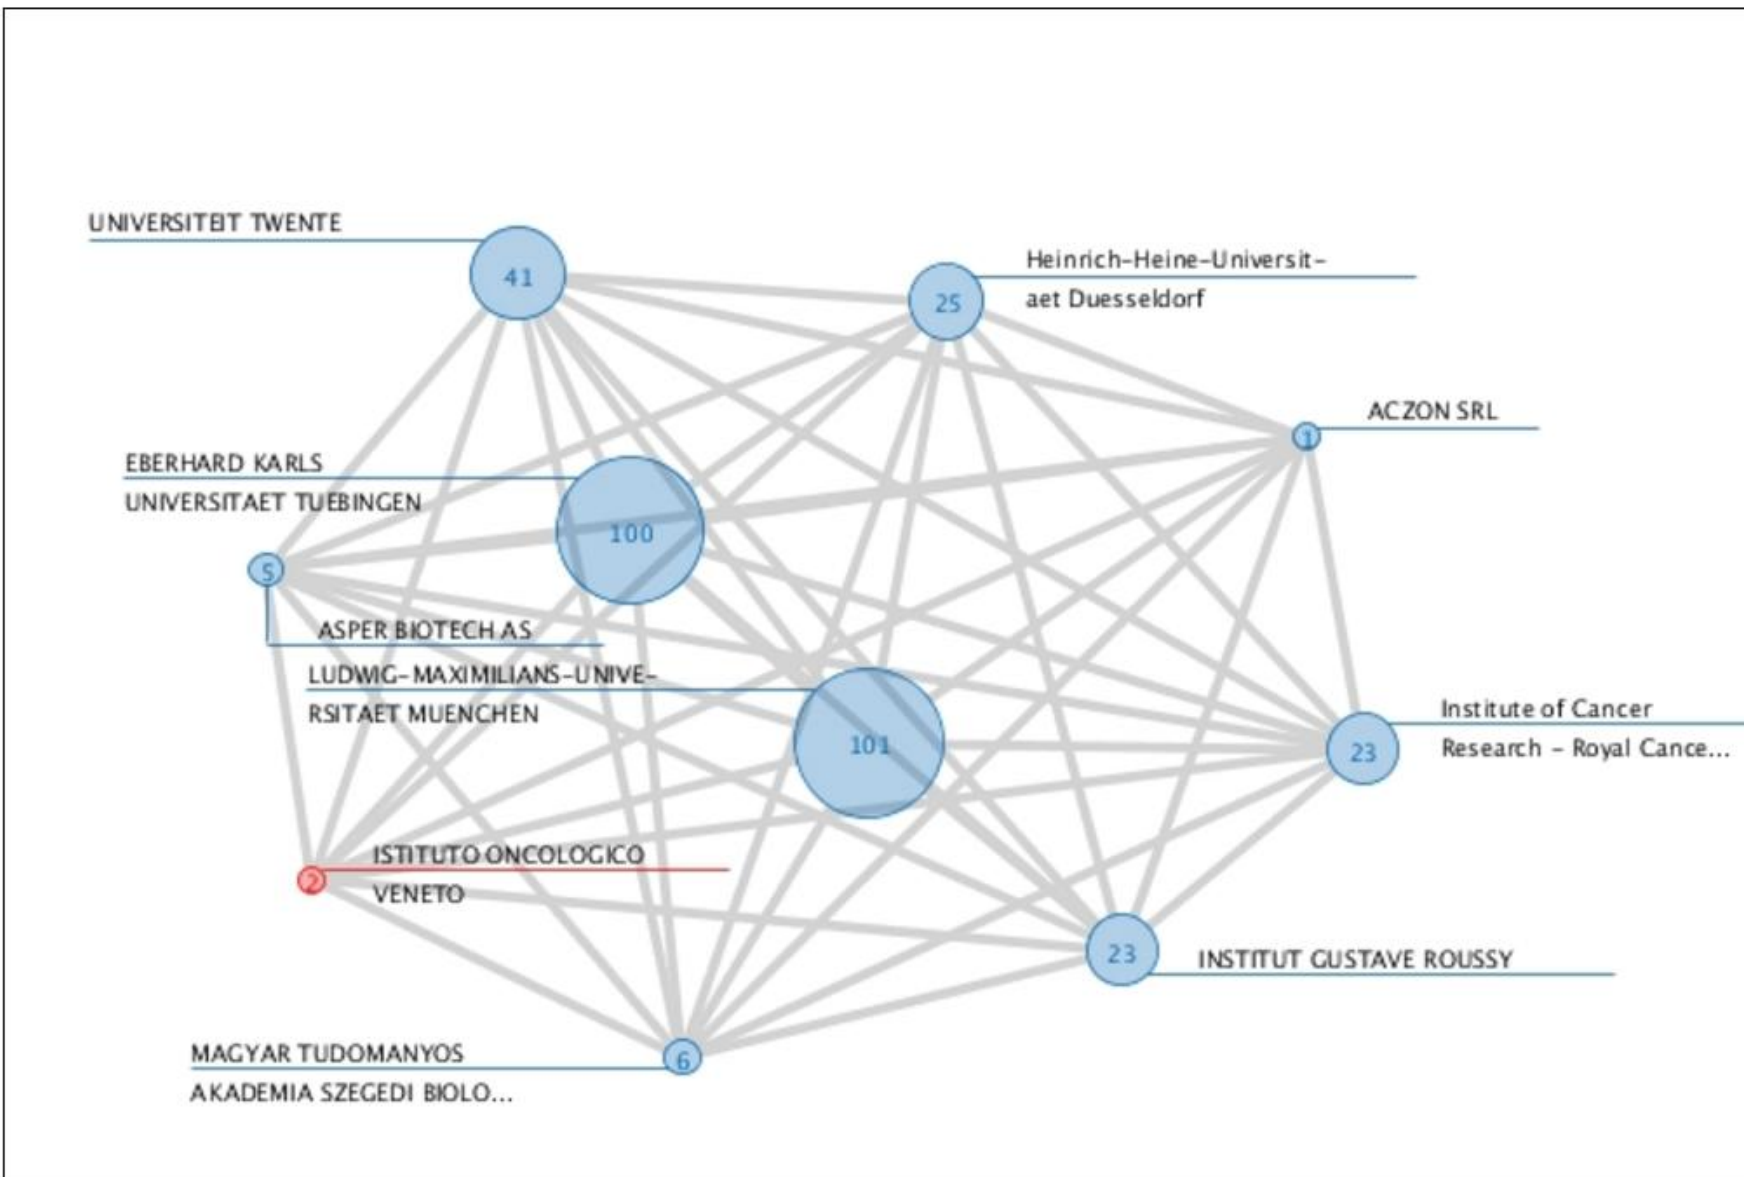 UNIVERSITEIT TWENTE
41
Heinrich-Heine-Universit-
aet Duesseldorf
25
ACZON SRL
1
EBERHARD KARLS
UNIVERSITAET TUEBINGEN
100
5
ASPER BIOTECH AS
LUDWIG-MAXIMILIANS-UNIVE-
RSITAET MUENCHEN
101
Institute of Cancer
Research - Royal Cance...
23
ISTITUTO ONCOLOGICO
VENETO
2
23
INSTITUT GUSTAVE ROUSSY
MAGYAR TUDOMANYOS
AKADEMIA SZEGEDI BIOLO...
6